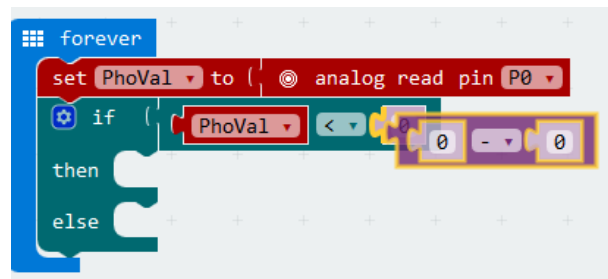 forever
set PhoVal to ( analog read pin P0
if ( PhoVal < 0
0 - 0
then
else